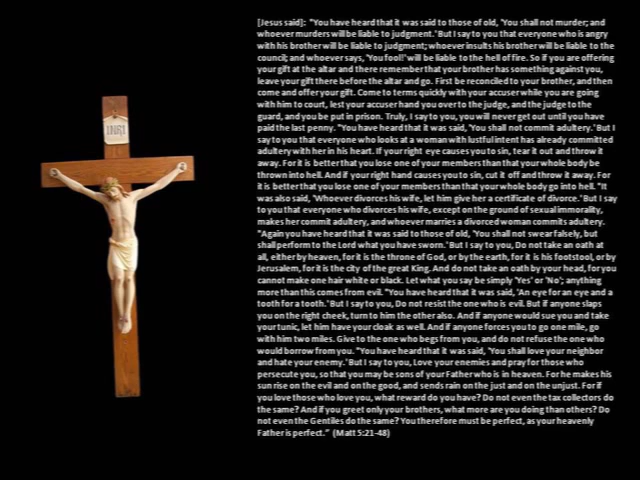 INRI
[Jesus said]: "You have heard that it was said to those of old, 'You shall not murder; and
whoever murders will be liable to judgment.' But I say to you that everyone who is angry
with his brother will be liable to judgment; whoever insults his brother will be liable to the
council; and whoever says, 'You fool!' will be liable to the hell of fire. So if you are offering
your gift at the altar and there remember that your brother has something against you,
leave your gift there before the altar and go. First be reconciled to your brother, and then
come and offer your gift. Come to terms quickly with your accuser while you are going
with him to court, lest your accuser hand you over to the judge, and the judge to the
guard, and you be put in prison. Truly, I say to you, you will never get out until you have
paid the last penny. "You have heard that it was said, 'You shall not commit adultery.' But I
say to you that everyone who looks at a woman with lustful intent has already committed
adultery with her in his heart. If your right eye causes you to sin, tear it out and throw it
away. For it is better that you lose one of your members than that your whole body be
thrown into hell. And if your right hand causes you to sin, cut it off and throw it away. For
it is better that you lose one of your members than that your whole body go into hell. "It
was also said, 'Whoever divorces his wife, let him give her a certificate of divorce.' But I say
to you that everyone who divorces his wife, except on the ground of sexual immorality,
makes her commit adultery, and whoever marries a divorced woman commits adultery.
"Again you have heard that it was said to those of old, 'You shall not swear falsely, but
shall perform to the Lord what you have sworn.' But I say to you, Do not take an oath at
all, either by heaven, for it is the throne of God, or by the earth, for it is his footstool, or by
Jerusalem, for it is the city of the great King. And do not take an oath by your head, for you
cannot make one hair white or black. Let what you say be simply 'Yes' or 'No'; anything
more than this comes from evil. "You have heard that it was said, 'An eye for an eye and a
tooth for a tooth.' But I say to you, Do not resist the one who is evil. But if anyone slaps
you on the right cheek, turn to him the other also. And if anyone would sue you and take
your tunic, let him have your cloak as well. And if anyone forces you to go one mile, go
with him two miles. Give to the one who begs from you, and do not refuse the one who
would borrow from you. "You have heard that it was said, 'You shall love your neighbor
and hate your enemy.' But I say to you, Love your enemies and pray for those who
persecute you, so that you may be sons of your Father who is in heaven. For he makes his
sun rise on the evil and on the good, and sends rain on the just and on the unjust. For if
you love those who love you, what reward do you have? Do not even the tax collectors do
the same? And if you greet only your brothers, what more are you doing than others? Do
not even the Gentiles do the same? You therefore must be perfect, as your heavenly
Father is perfect." (Matt 5:21-48)